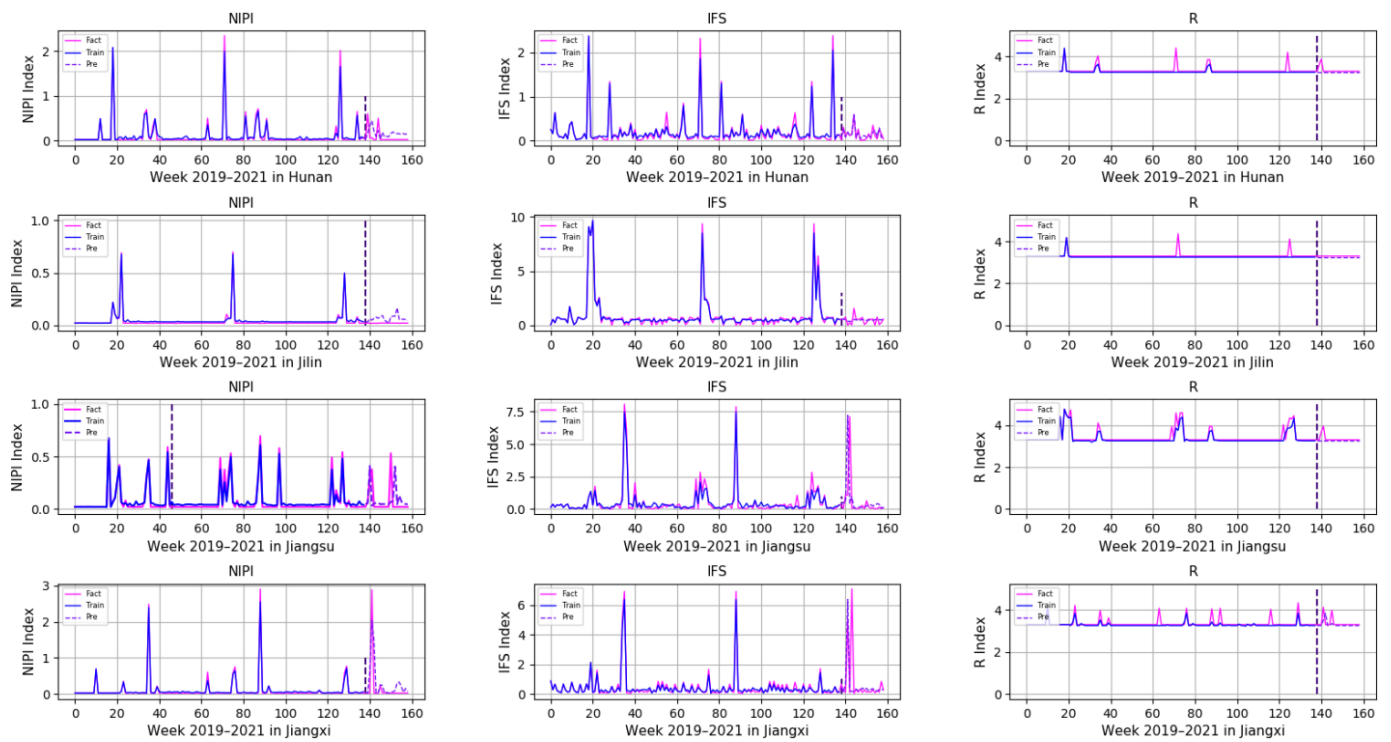 NIPI
NIPI Index
2
1
0
Fact
Train
Pre
0 20 40 60 80 100 120 140 160
Week 2019–2021 in Hunan
IFS
IFS Index
2
1
0
Fact
Train
Pre
0 20 40 60 80 100 120 140 160
Week 2019–2021 in Hunan
R
R Index
4
2
0
Fact
Train
Pre
0 20 40 60 80 100 120 140 160
Week 2019–2021 in Hunan
NIPI
NIPI Index
1.0
0.5
0.0
Fact
Train
Pre
0 20 40 60 80 100 120 140 160
Week 2019–2021 in Jilin
IFS
IFS Index
10
5
0
Fact
Train
Pre
0 20 40 60 80 100 120 140 160
Week 2019–2021 in Jilin
R
R Index
4
2
0
Fact
Train
Pre
0 20 40 60 80 100 120 140 160
Week 2019–2021 in Jilin
NIPI
NIPI Index
1.0
0.5
0.0
Fact
Train
Pre
0 20 40 60 80 100 120 140 160
Week 2019–2021 in Jiangsu
IFS
IFS Index
7.5
5.0
2.5
0.0
Fact
Train
Pre
0 20 40 60 80 100 120 140 160
Week 2019–2021 in Jiangsu
R
R Index
4
2
0
Fact
Train
Pre
0 20 40 60 80 100 120 140 160
Week 2019–2021 in Jiangsu
NIPI
NIPI Index
3
2
1
0
Fact
Train
Pre
0 20 40 60 80 100 120 140 160
Week 2019–2021 in Jiangxi
IFS
IFS Index
6
4
2
0
Fact
Train
Pre
0 20 40 60 80 100 120 140 160
Week 2019–2021 in Jiangxi
R
R Index
4
2
0
Fact
Train
Pre
0 20 40 60 80 100 120 140 160
Week 2019–2021 in Jiangxi